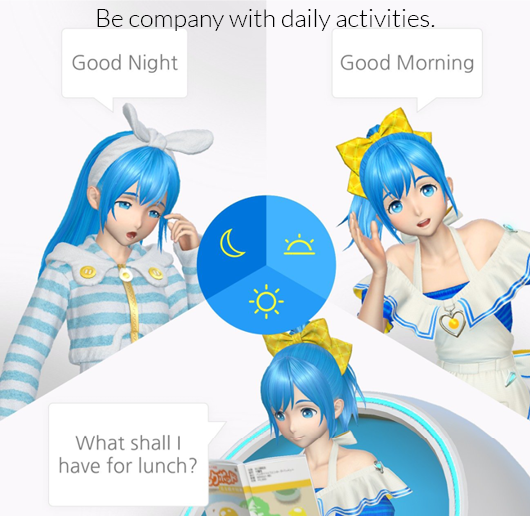 Be company with daily activities.
Good Night
Good Morning
What shall I
have for lunch?